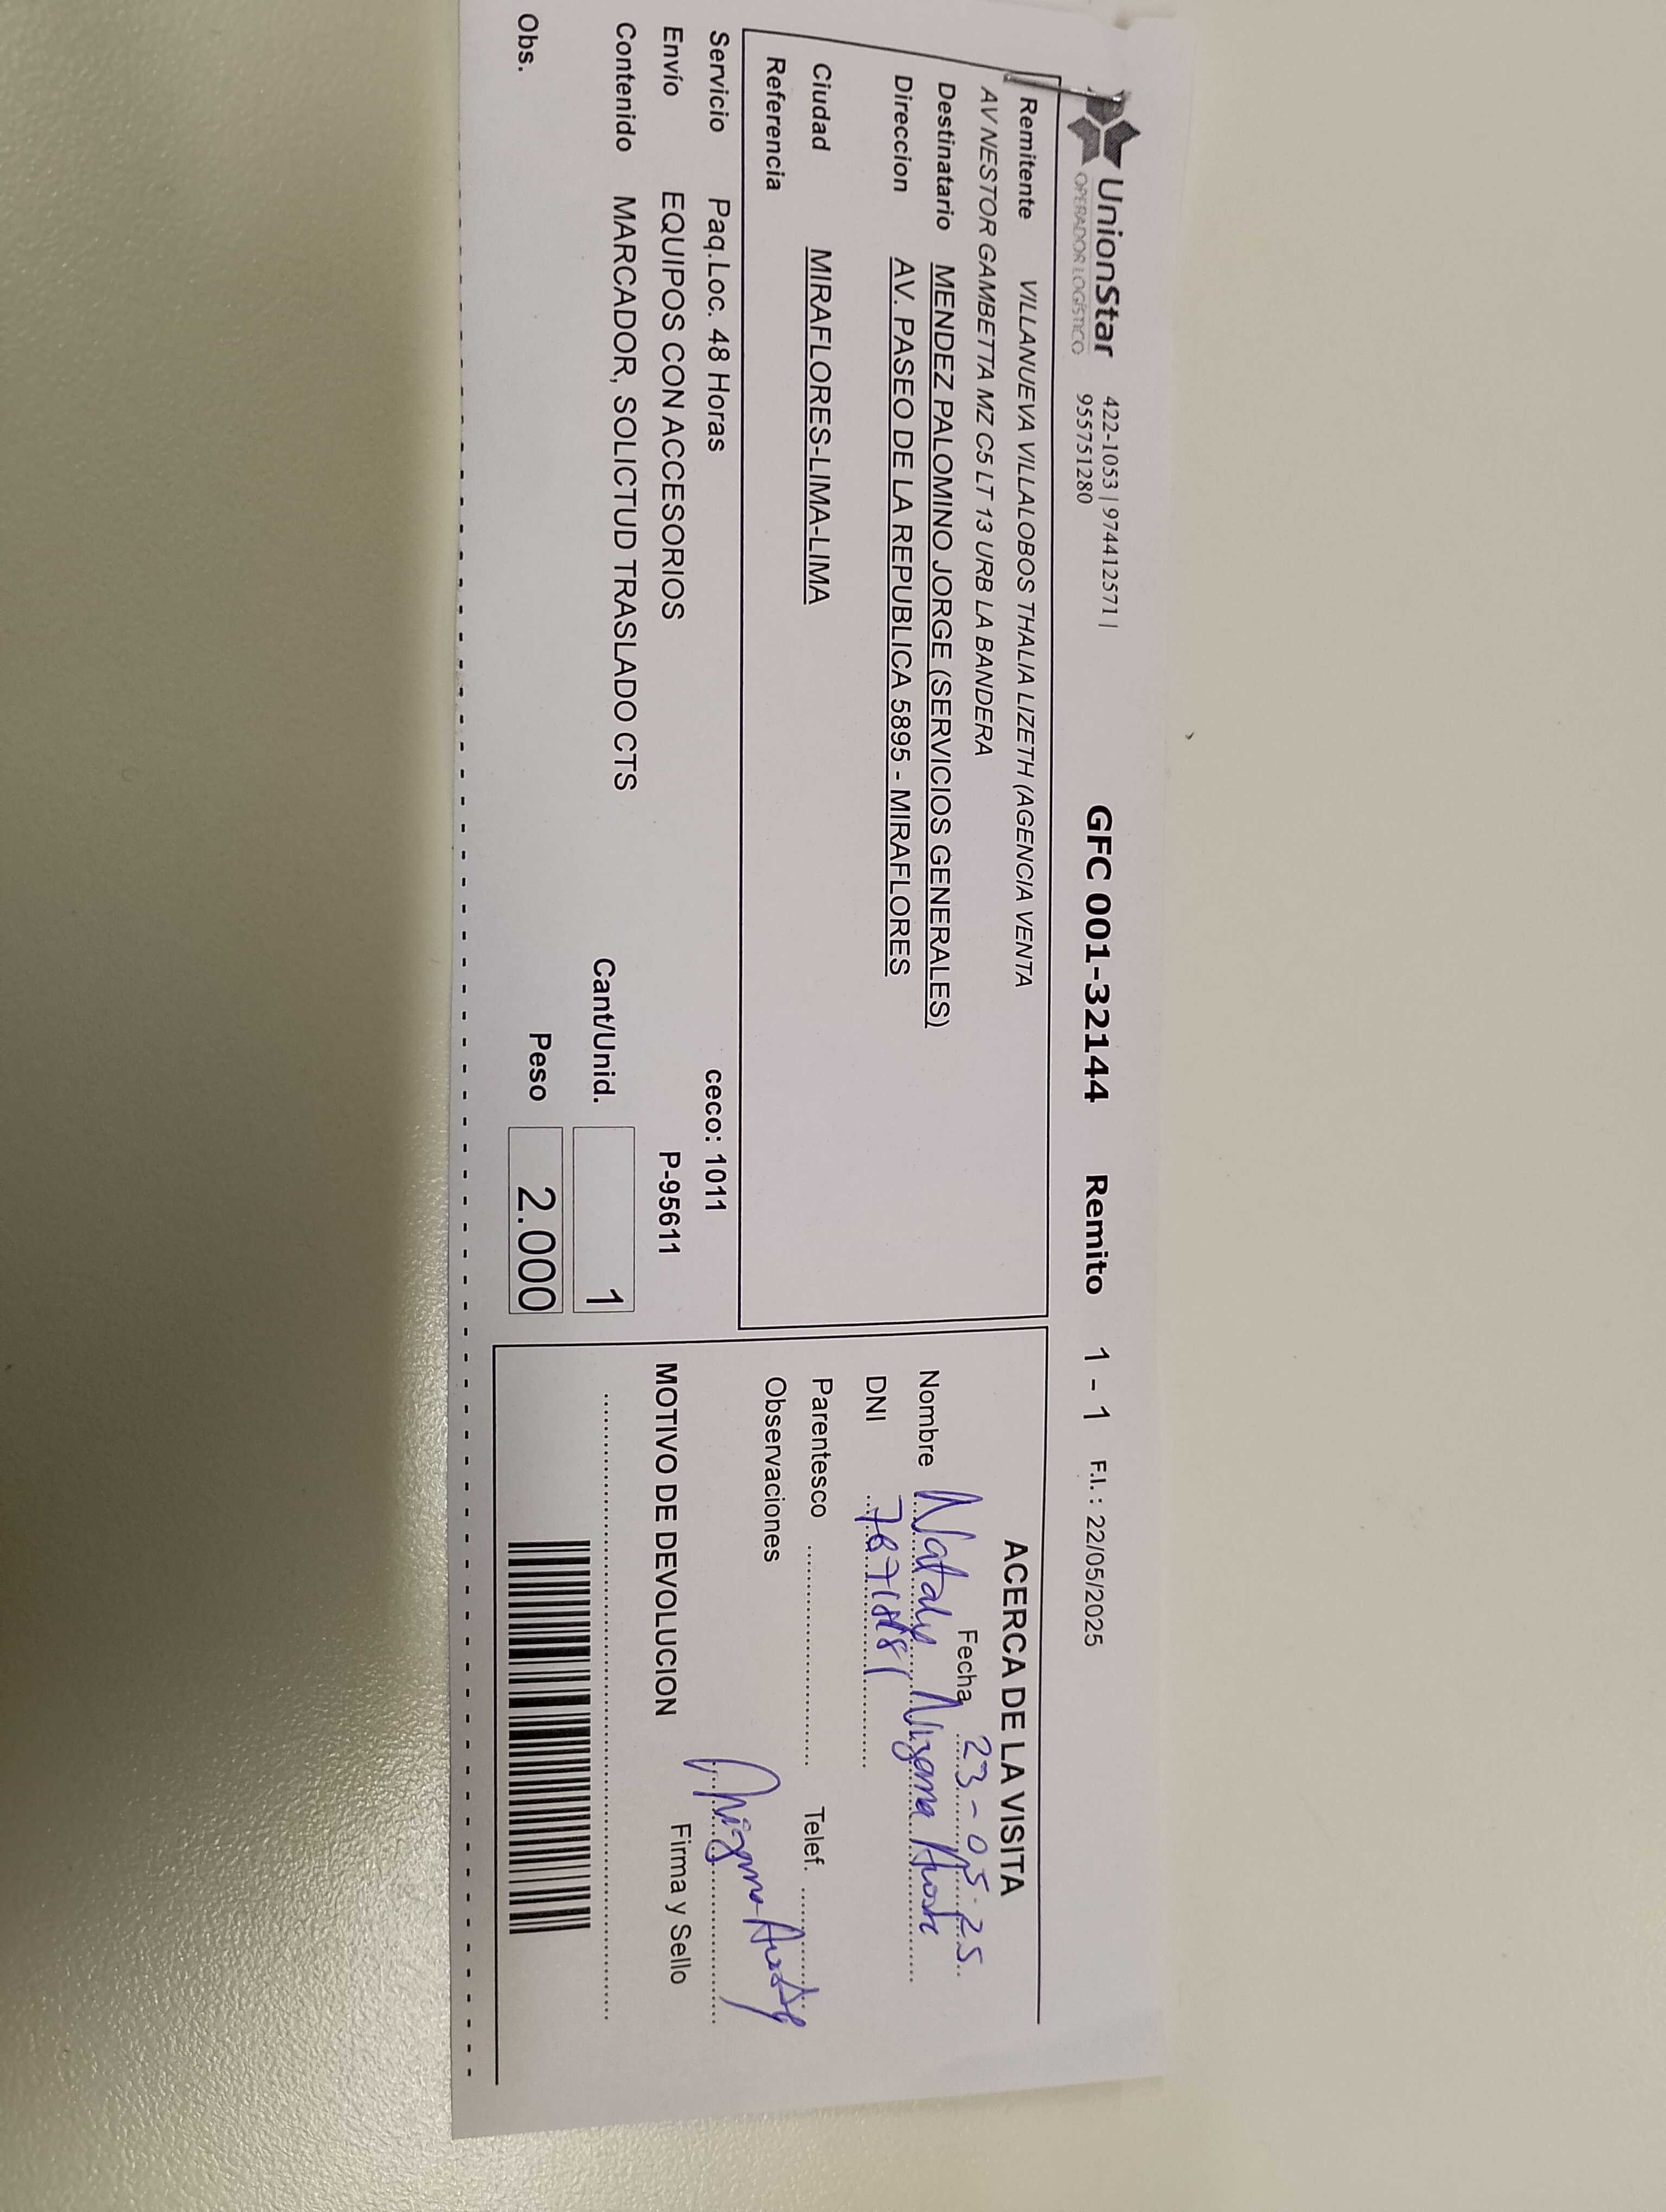 UnionStar
OPERADOR LOGÍSTICO
422-1053 | 974412571 |
955751280
GFC 001-32144 Remito 1 - 1 F.I. : 22/05/2025
Remitente VILLANUEVA VILLALOBOS THALIA LIZETH (AGENCIA VENTA
AV NESTOR GAMBETTA MZ C5 LT 13 URB LA BANDERA
Destinatario MENDEZ PALOMINO JORGE (SERVICIOS GENERALES)
Direccion AV. PASEO DE LA REPUBLICA 5895 - MIRAFLORES
Ciudad MIRAFLORES-LIMA-LIMA
Referencia
Servicio Paq.Loc. 48 Horas ceco: 1011
Envío EQUIPOS CON ACCESORIOS P-95611
Contenido MARCADOR, SOLICTUD TRASLADO CTS
Cant/Unid. 1
Obs.
Peso 2.000
ACERCA DE LA VISITA
Fecha 23-05-25
Nombre Nataly Nizama
DNI
Parentesco Telef.
Observaciones
Firma y Sello
MOTIVO DE DEVOLUCION